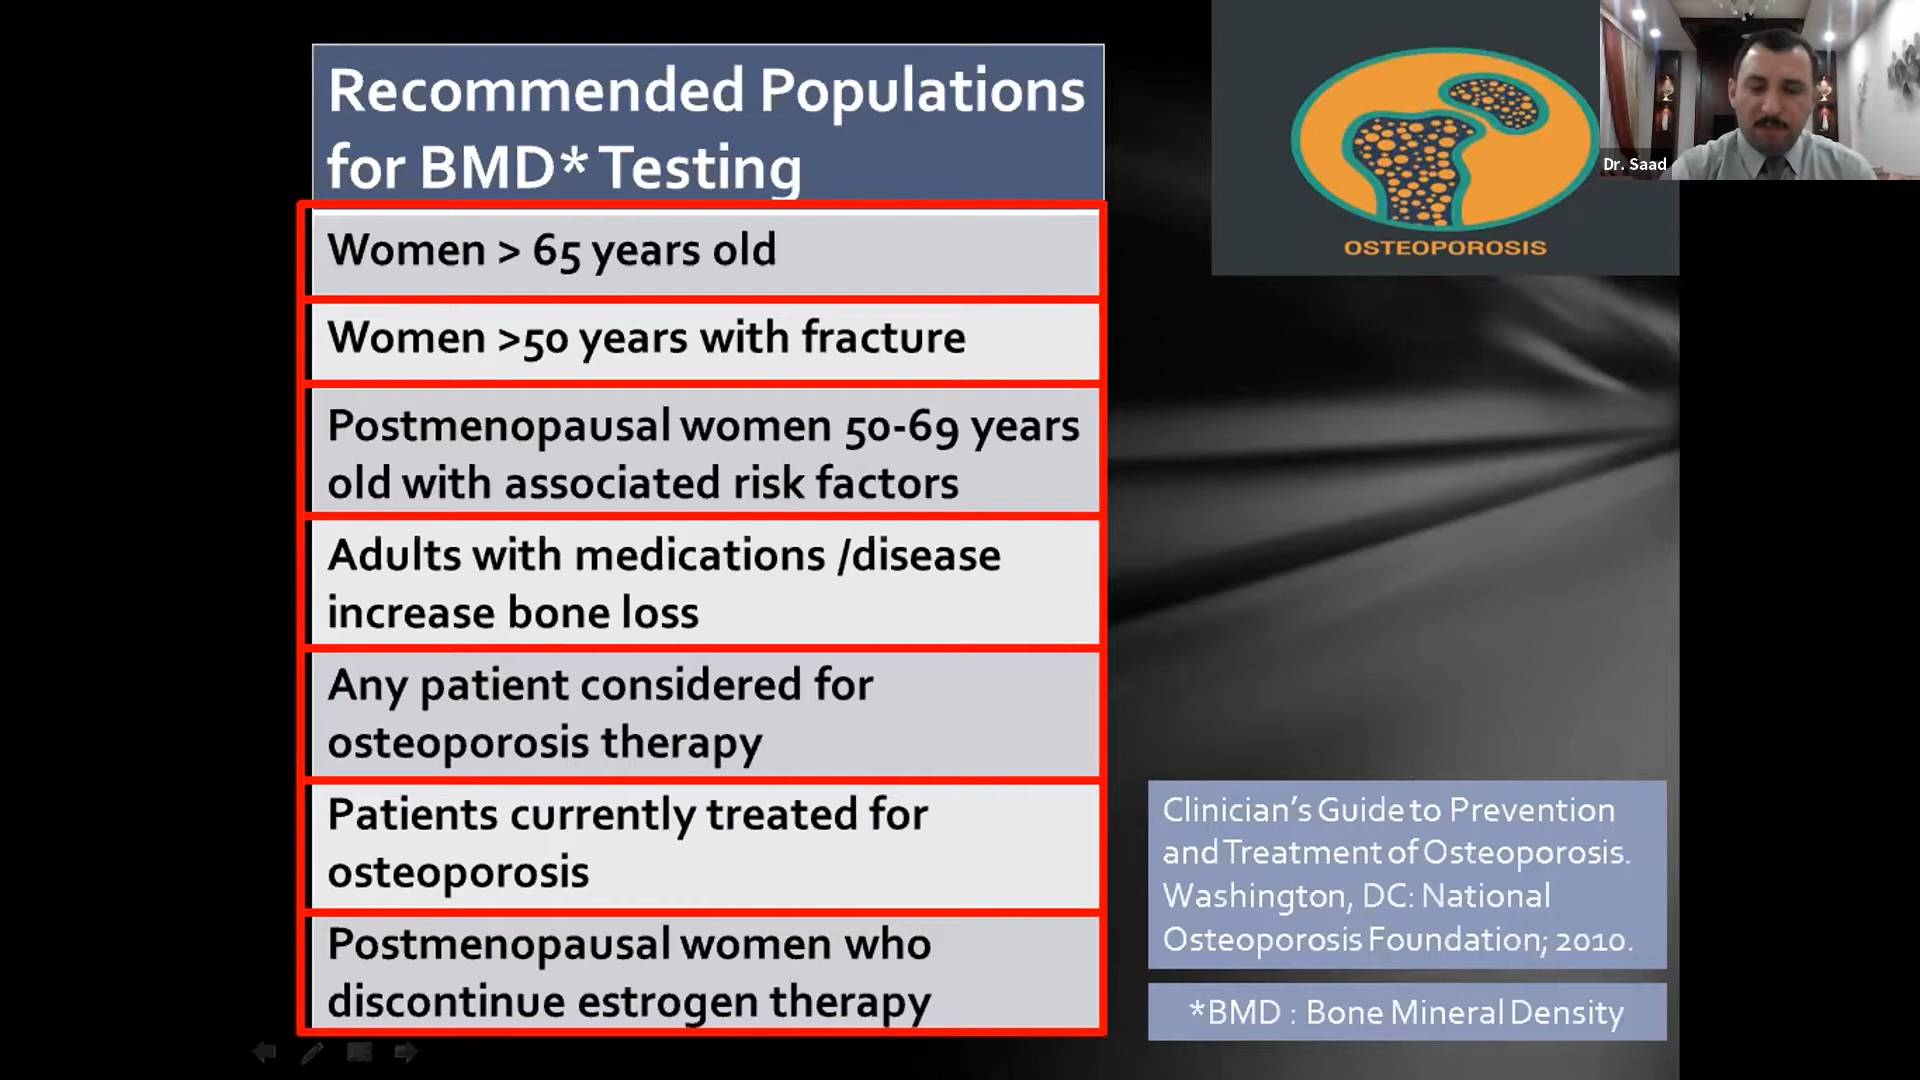 Recommended Populations
for BMD* Testing
Women > 65 years old
Women >50 years with fracture
Postmenopausal women 50-69 years
old with associated risk factors
Adults with medications /disease
increase bone loss
Any patient considered for
osteoporosis therapy
Patients currently treated for
osteoporosis
Postmenopausal women who
discontinue estrogen therapy
OSTEOPOROSIS
Dr. Saad
Clinician's Guide to Prevention
and Treatment of Osteoporosis.
Washington, DC: National
Osteoporosis Foundation; 2010.
*BMD : Bone Mineral Density